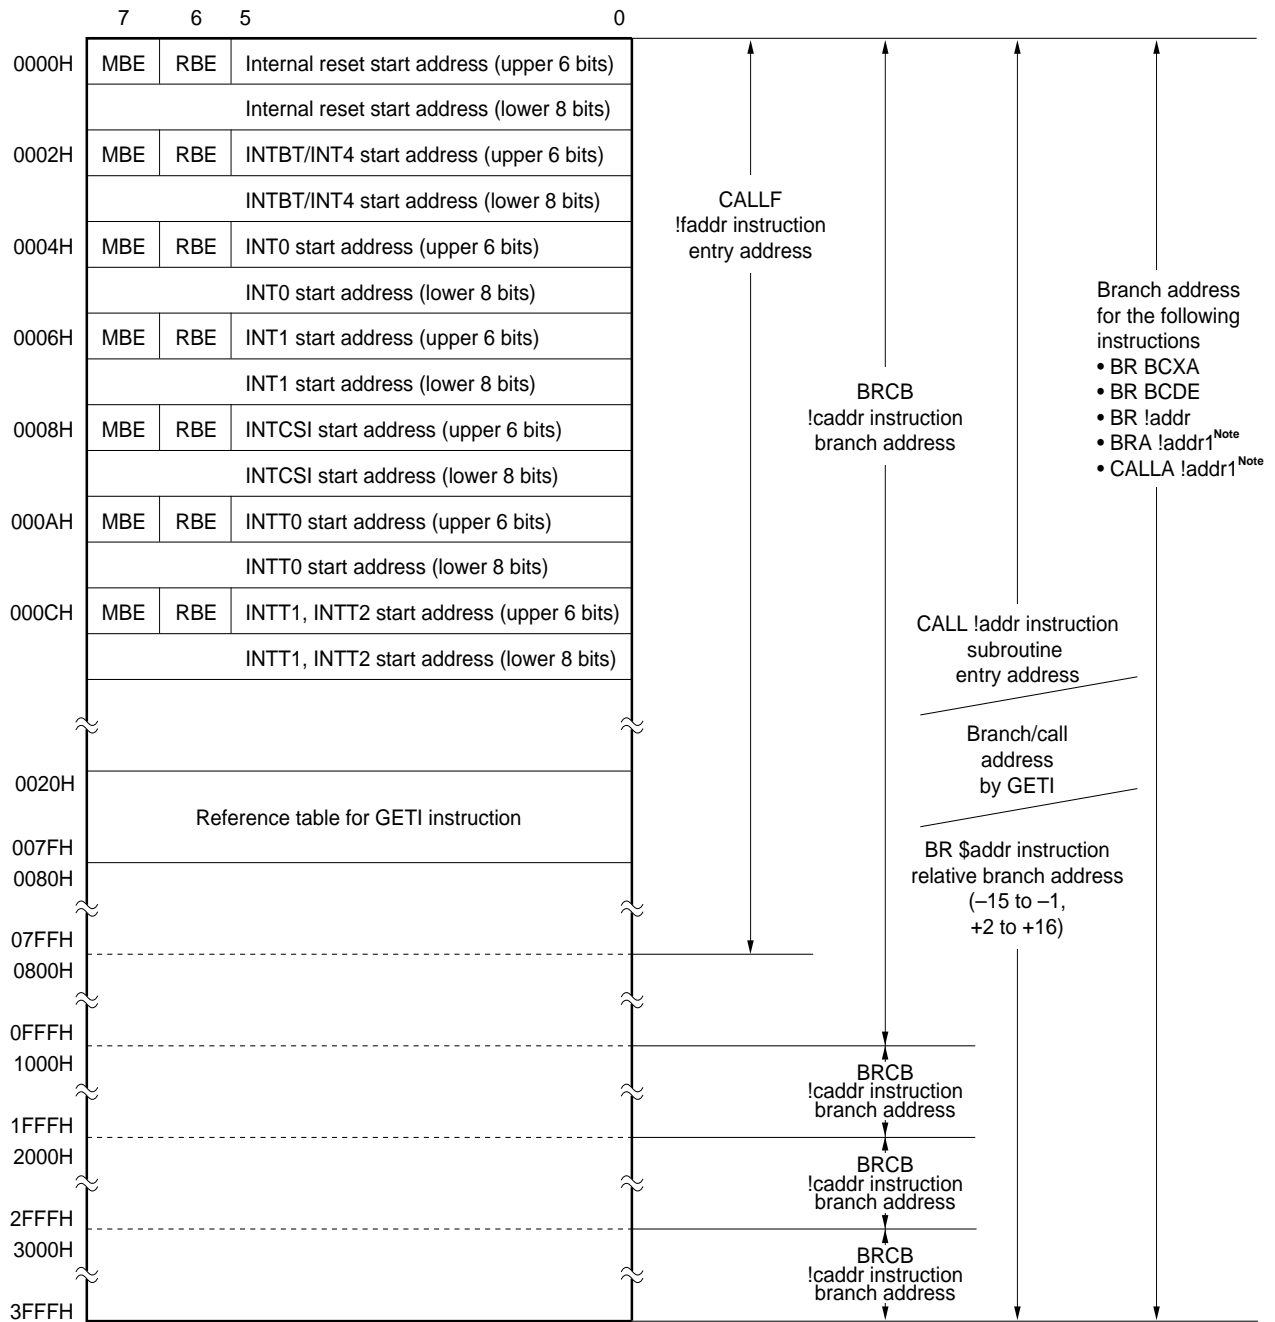 7 6 5 0
0000H MBE RBE Internal reset start address (upper 6 bits)
Internal reset start address (lower 8 bits)
0002H MBE RBE INTBT/INT4 start address (upper 6 bits)
INTBT/INT4 start address (lower 8 bits)
0004H MBE RBE INT0 start address (upper 6 bits)
INT0 start address (lower 8 bits)
0006H MBE RBE INT1 start address (upper 6 bits)
INT1 start address (lower 8 bits)
0008H MBE RBE INTCSI start address (upper 6 bits)
INTCSI start address (lower 8 bits)
000AH MBE RBE INTT0 start address (upper 6 bits)
INTT0 start address (lower 8 bits)
000CH MBE RBE INTT1, INTT2 start address (upper 6 bits)
INTT1, INTT2 start address (lower 8 bits)
0020H
Reference table for GETI instruction
007FH
0080H
07FFH
0800H
0FFFH
1000H
1FFFH
2000H
2FFFH
3000H
3FFFH
CALLF
!faddr instruction
entry address
BRCB
!caddr instruction
branch address
BRCB
!caddr instruction
branch address
BRCB
!caddr instruction
branch address
BRCB
!caddr instruction
branch address
CALL !addr instruction
subroutine
entry address
Branch/call
address
by GETI
BR $addr instruction
relative branch address
(–15 to –1,
+2 to +16)
Branch address
for the following
instructions
• BR BCXA
• BR BCDE
• BR !addr
• BRA !addr1Note
• CALLA !addr1Note